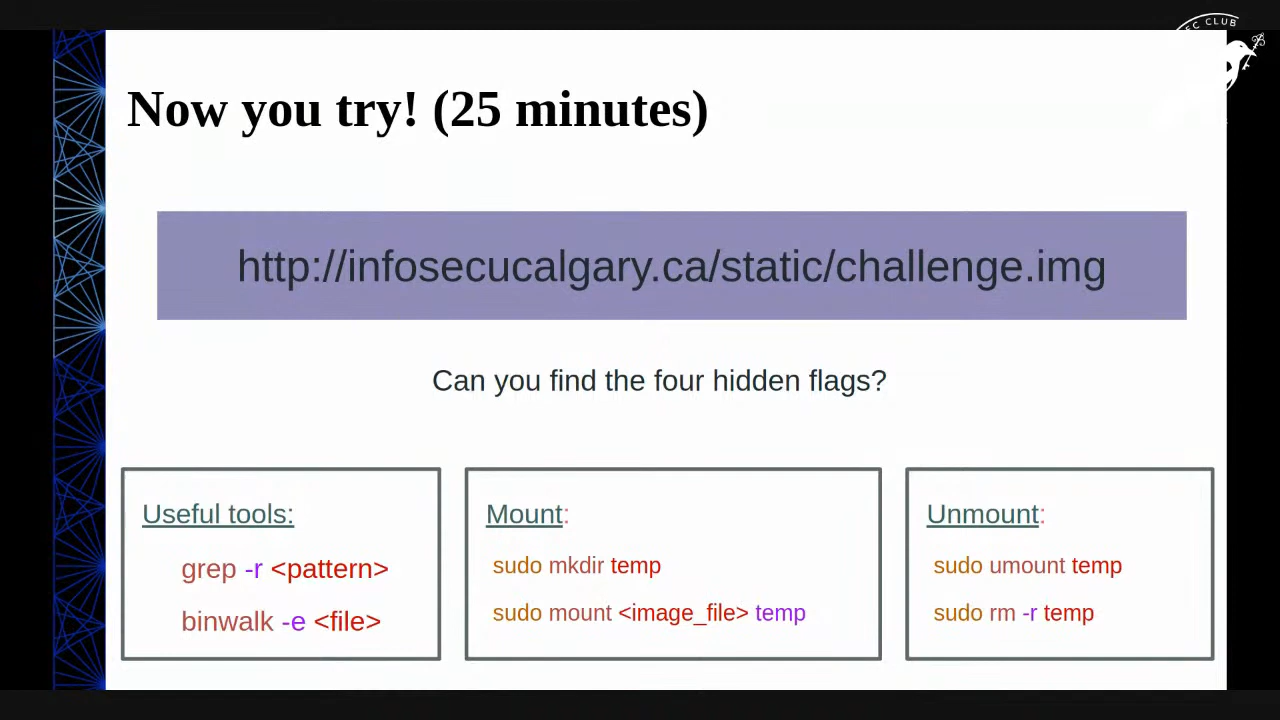 EC CLUB
Now you try! (25 minutes)
http://infosecucalgary.ca/static/challenge.img
Can you find the four hidden flags?
Useful tools:
grep -r <pattern>
binwalk -e <file>
Mount:
sudo mkdir temp
sudo mount <image_file> temp
Unmount:
sudo umount temp
sudo rm -r temp